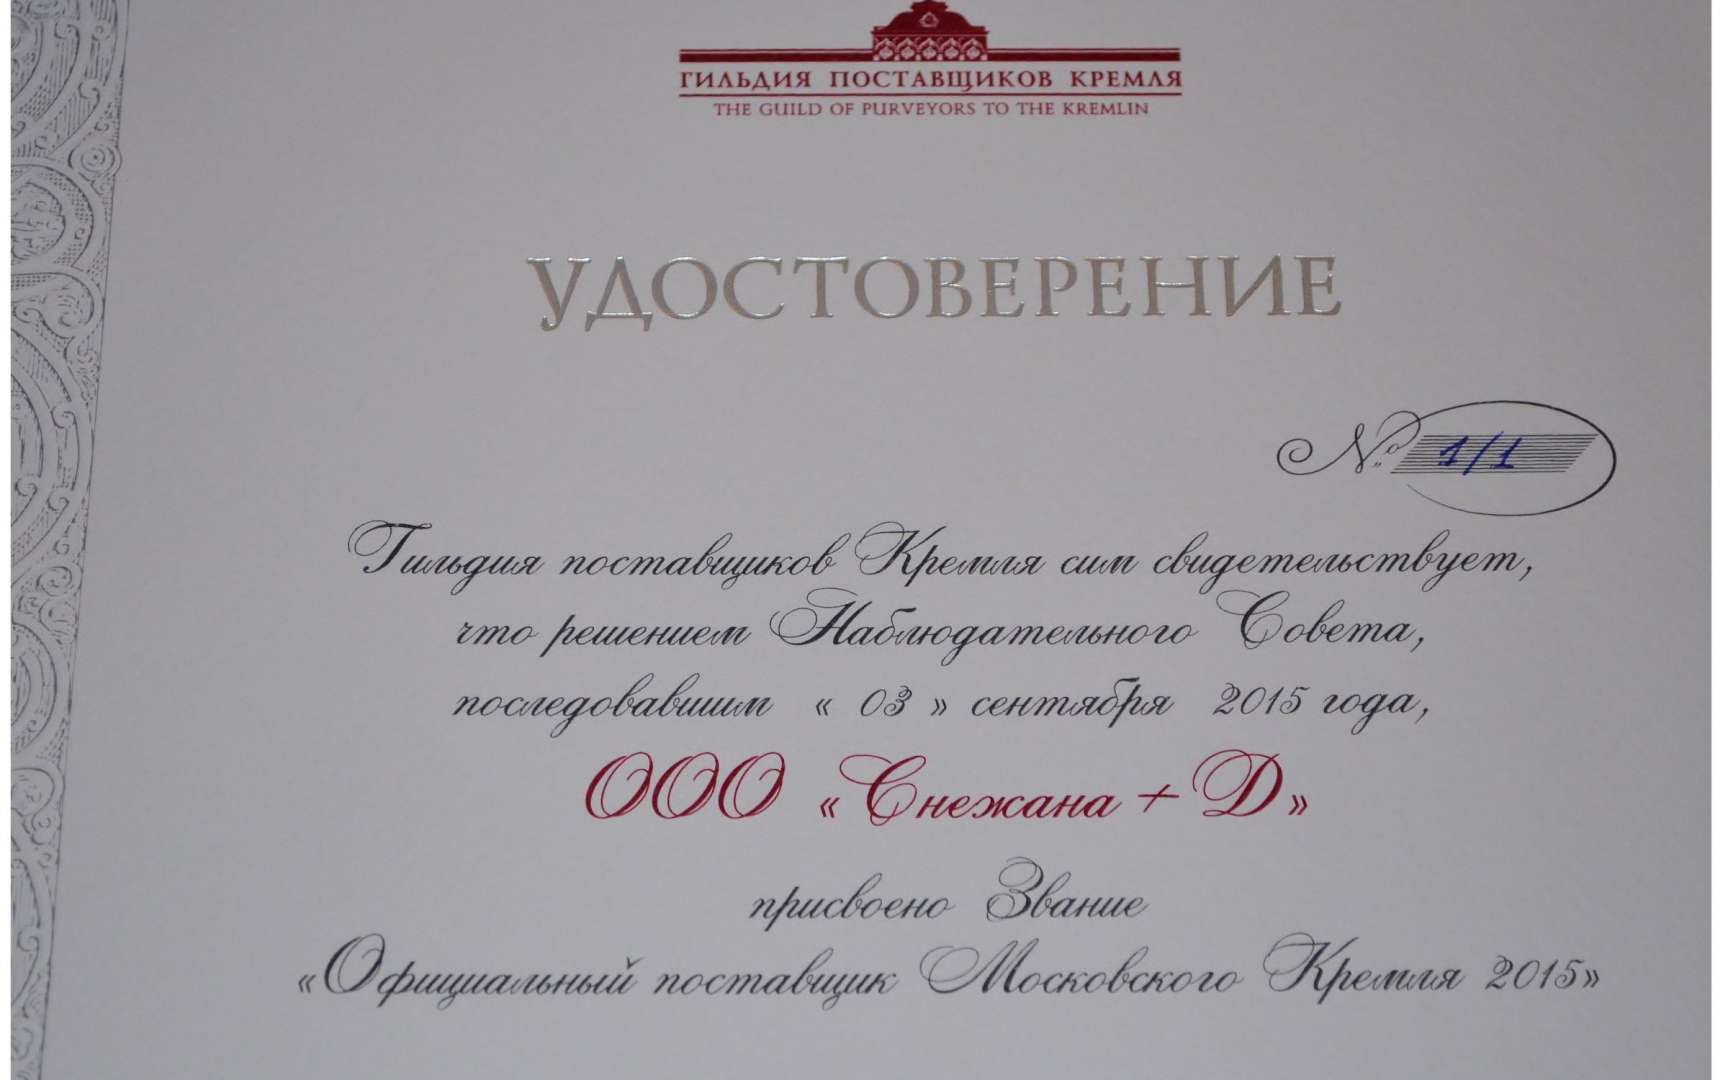 ГИЛЬДИЯ ПОСТАВЩИКОВ КРЕМЛЯ
THE GUILD OF PURVEYORS TO THE KREMLIN
УДОСТОВЕРЕНИЕ
№ 1/1
Гильдия поставщиков Кремля сим свидетельствует,
что решением Наблюдательного Совета,
последовавшим « 03 » сентября 2015 года,
ООО «Снежана + Д»
присвоено Звание
«Официальный поставщик Московского Кремля 2015»